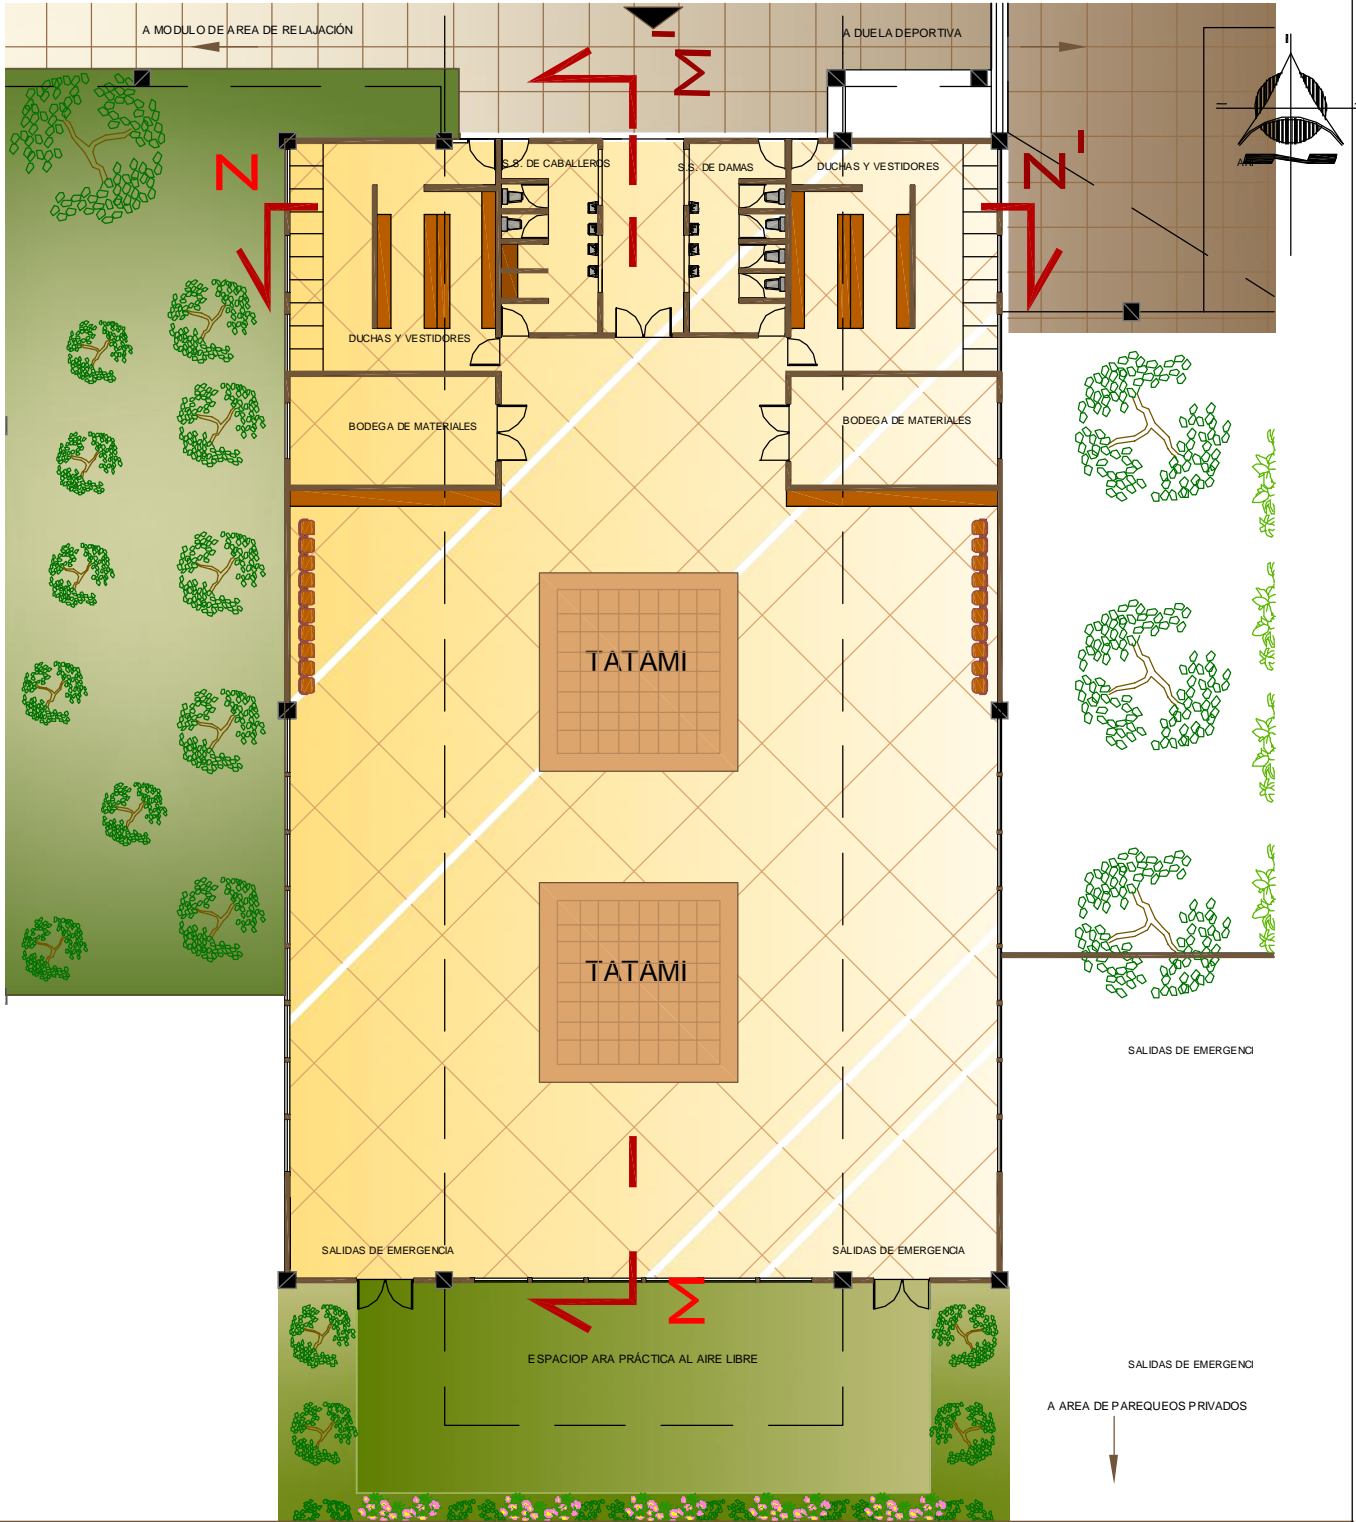 A MODULO DE AREA DE RELAJACIÓN
A DUELA DEPORTIVA
M'
N
N'
S.S. DE CABALLEROS
S.S. DE DAMAS
DUCHAS Y VESTIDORES
DUCHAS Y VESTIDORES
BODEGA DE MATERIALES
BODEGA DE MATERIALES
TATAMI
TATAMI
SALIDAS DE EMERGENCI
SALIDAS DE EMERGENCIA
SALIDAS DE EMERGENCIA
M
ESPACIOP ARA PRÁCTICA AL AIRE LIBRE
SALIDAS DE EMERGENCI
A AREA DE PAREQUEOS PRIVADOS